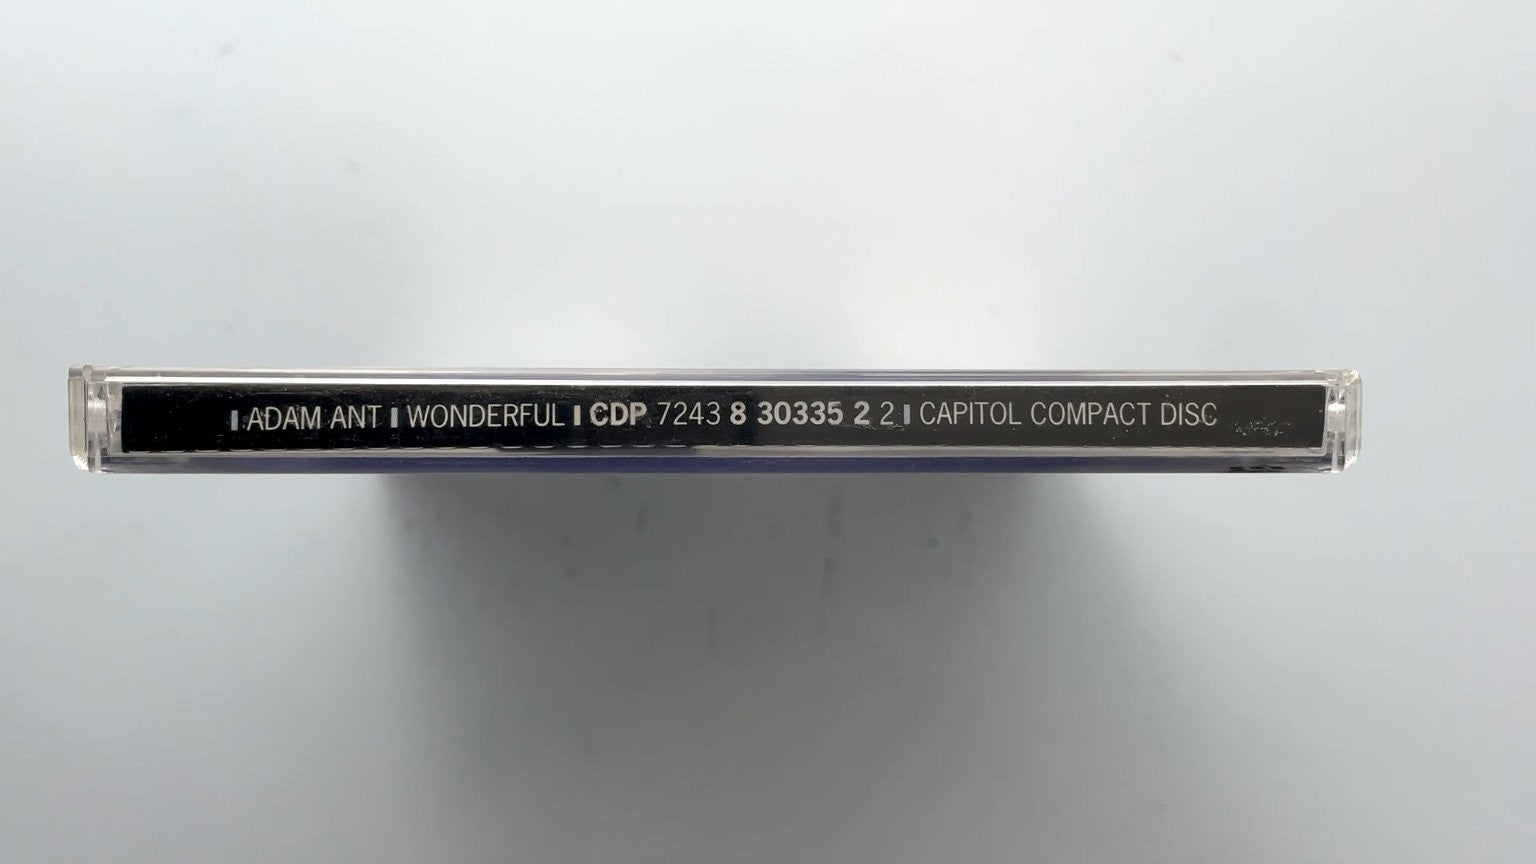 ADAM ANT | WONDERFUL | CDP 7243 8 30335 2 2 | CAPITOL COMPACT DISC